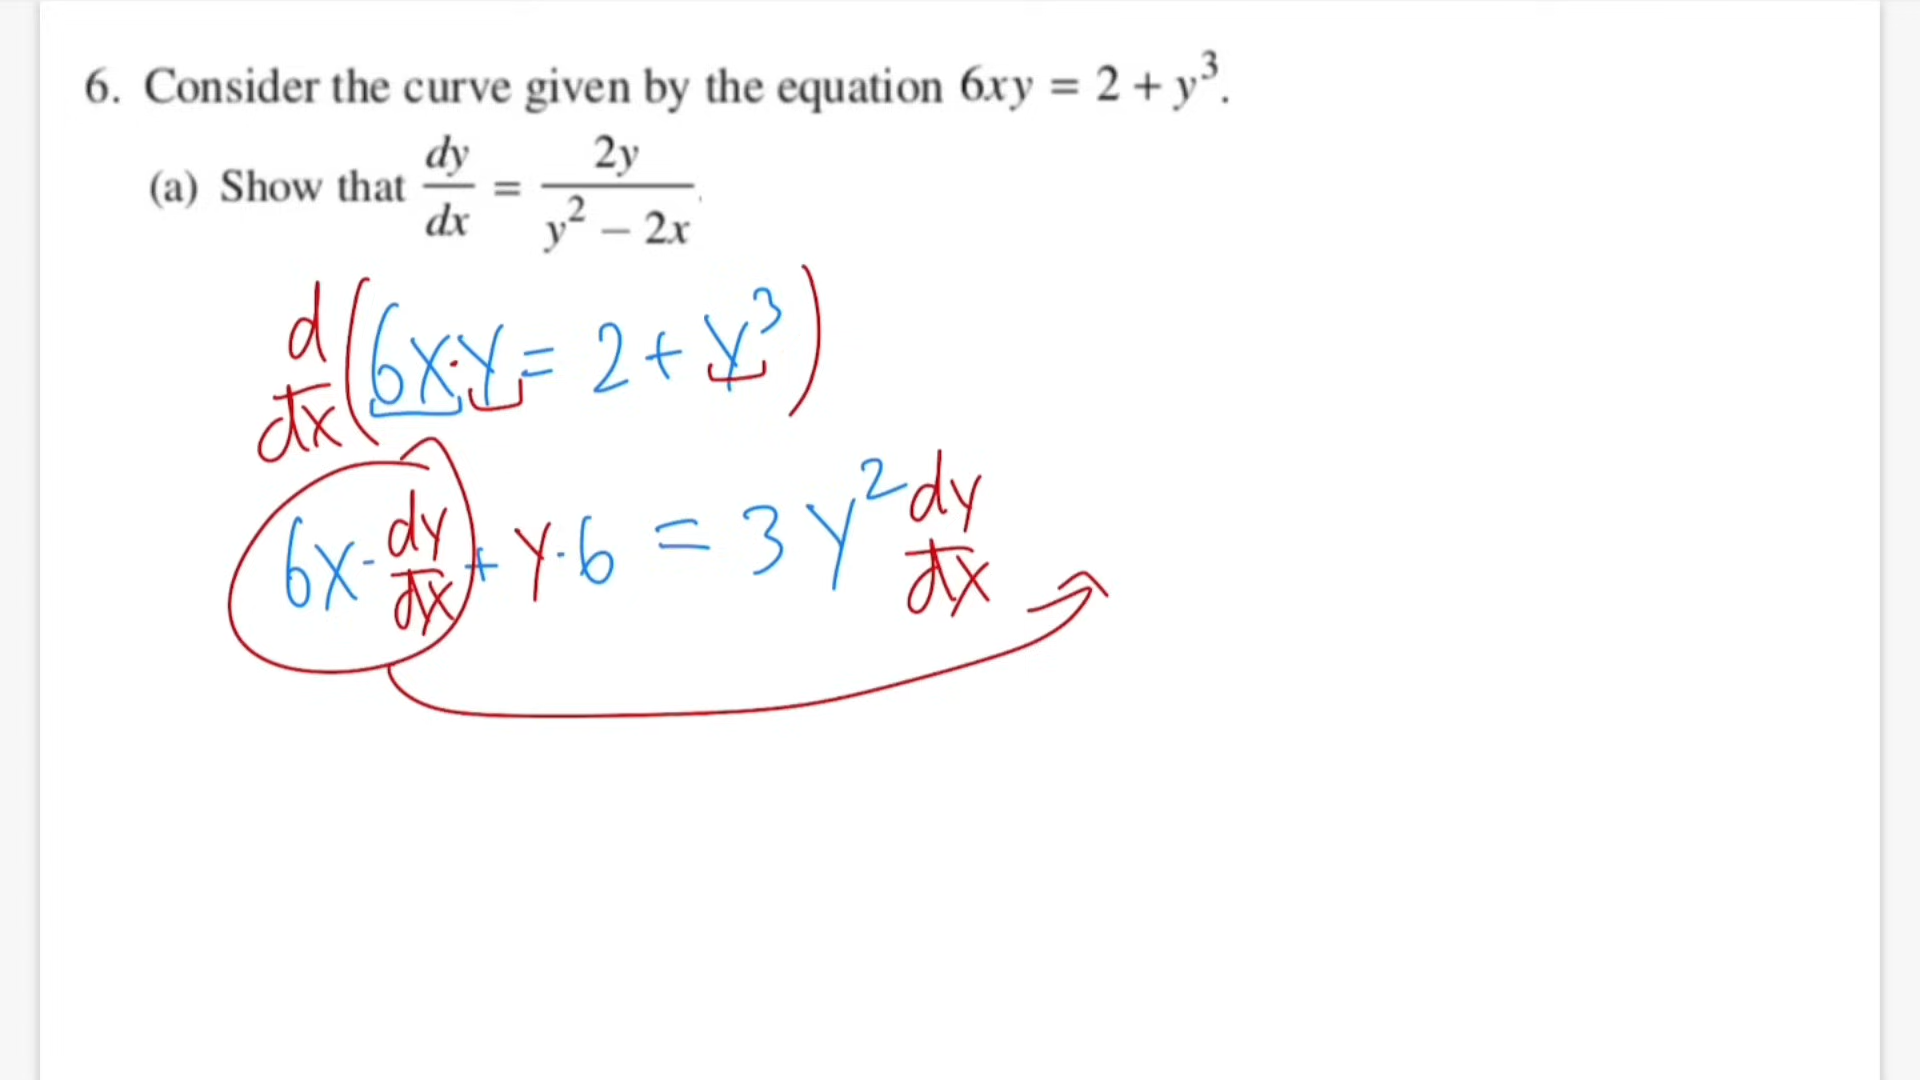 6. Consider the curve given by the equation 6xy = 2 + y³.
(a) Show that dy/dx = 2y/(y² – 2x)
d/dx (6x·y = 2 + y³)
6x · dy/dx + y · 6 = 3y² dy/dx